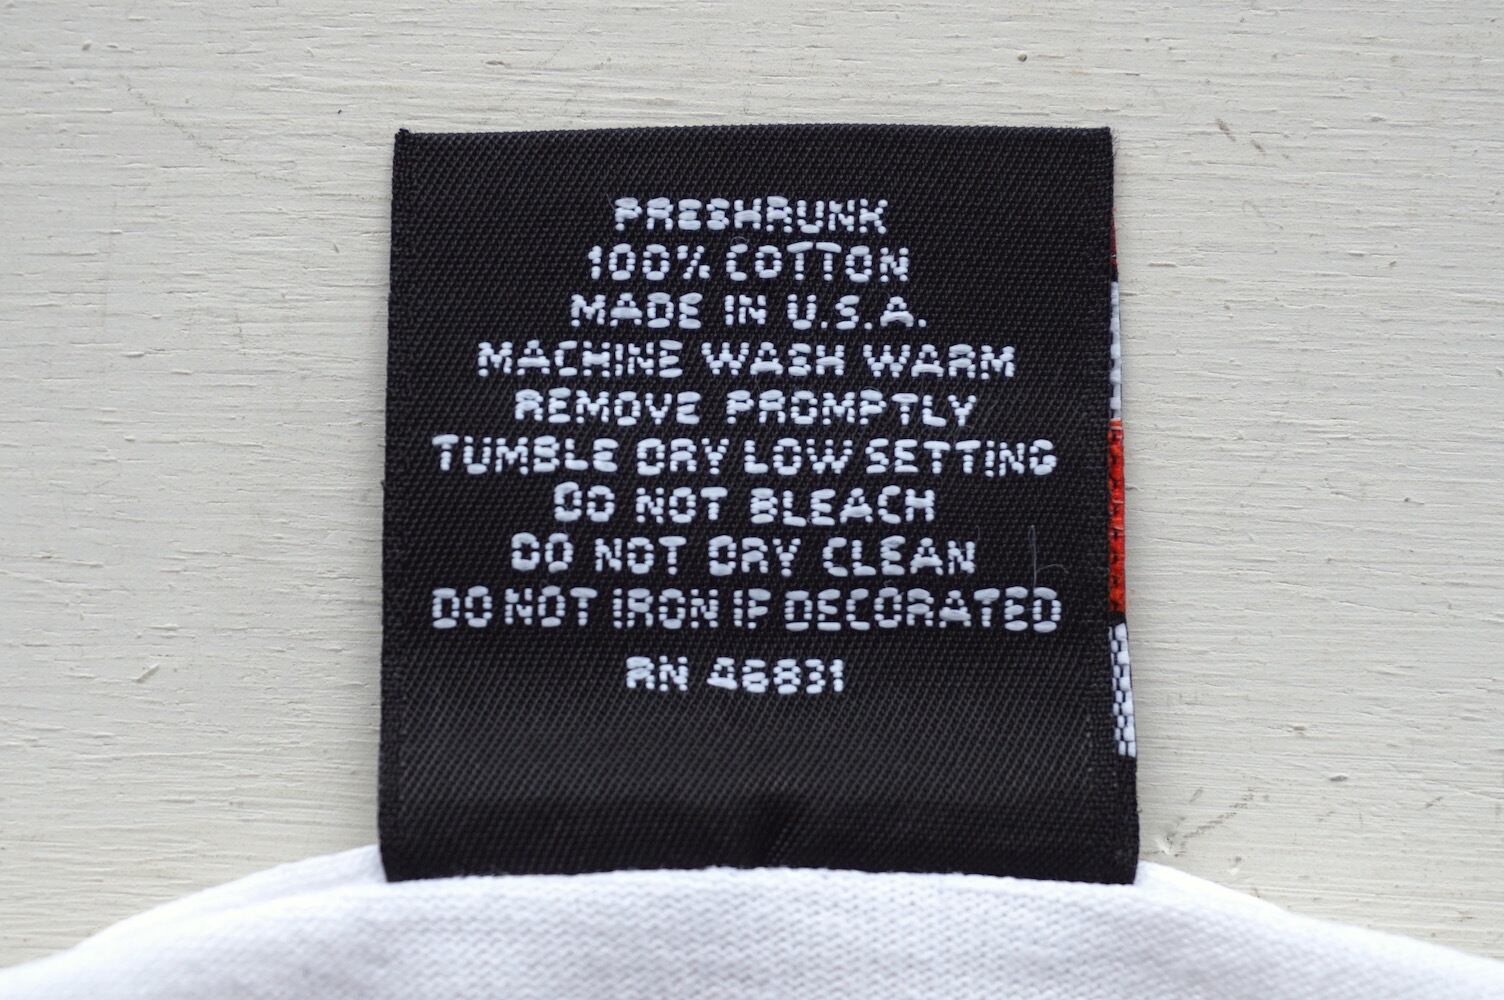 PRESHRUNK
100% COTTON
MADE IN U.S.A.
MACHINE WASH WARM
REMOVE PROMPTLY
TUMBLE DRY LOW SETTING
DO NOT BLEACH
DO NOT DRY CLEAN
DO NOT IRON IF DECORATED
RN 46831